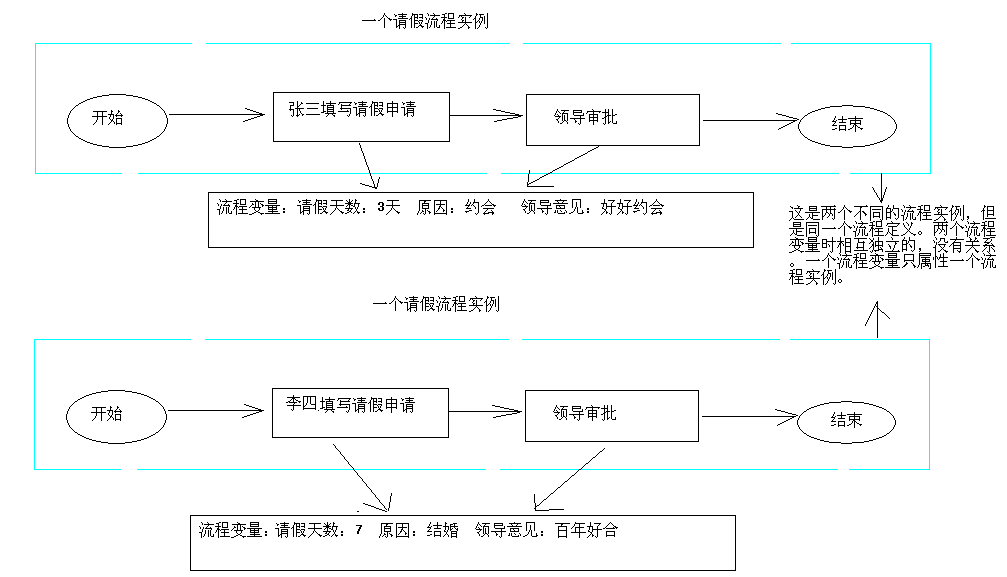 一个请假流程实例
开始
张三填写请假申请
领导审批
结束
流程变量：请假天数：3天 原因：约会 领导意见：好好约会
这是两个不同的流程实例，但
是同一个流程定义。两个流程
变量时相互独立的，没有关系
。一个流程变量只属性一个流
程实例。
一个请假流程实例
开始
李四填写请假申请
领导审批
结束
流程变量：请假天数：7 原因：结婚 领导意见：百年好合